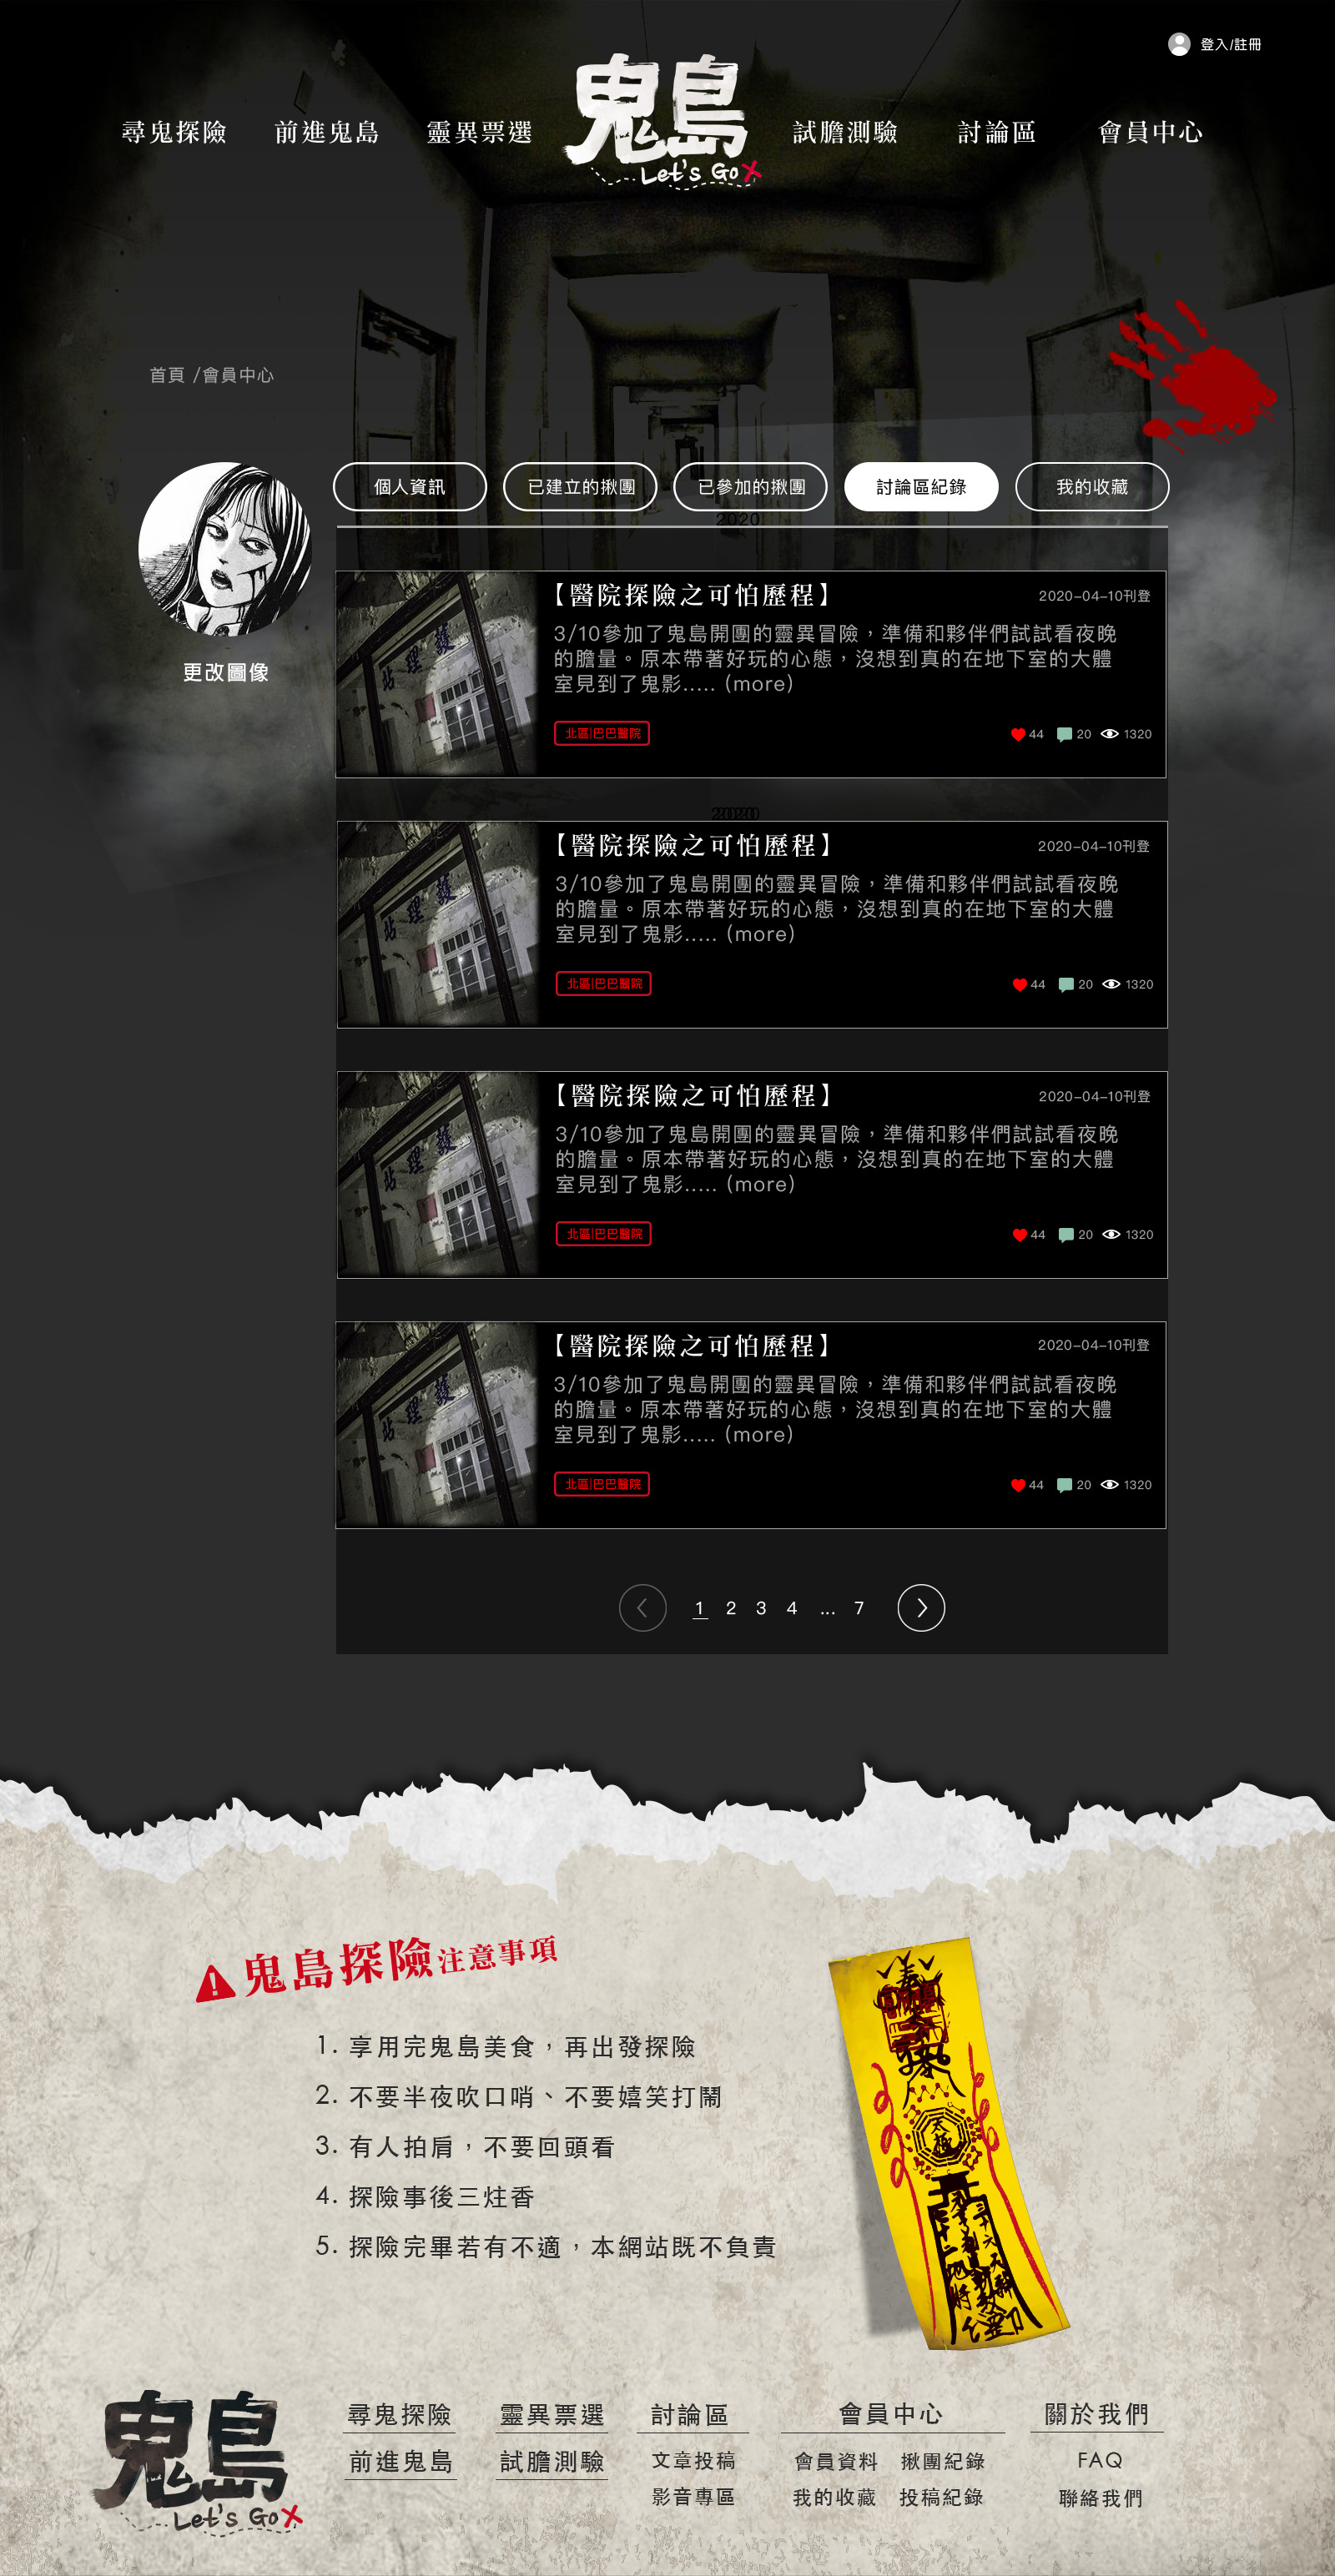 登入/註冊
尋鬼探險
前進鬼島
靈異票選
鬼島
Let's Go
試膽測驗
討論區
會員中心
首頁 /會員中心
個人資訊
已建立的揪團
已參加的揪團
討論區紀錄
我的收藏
2020
更改圖像
護理站
【醫院探險之可怕歷程】
2020-04-10刊登
3/10參加了鬼島開團的靈異冒險，準備和夥伴們試試看夜晚
的膽量。原本帶著好玩的心態，沒想到真的在地下室的大體
室見到了鬼影..... (more)
北區|巴巴醫院
44
20
1320
護理站
【醫院探險之可怕歷程】
2020-04-10刊登
3/10參加了鬼島開團的靈異冒險，準備和夥伴們試試看夜晚
的膽量。原本帶著好玩的心態，沒想到真的在地下室的大體
室見到了鬼影..... (more)
北區|巴巴醫院
44
20
1320
護理站
【醫院探險之可怕歷程】
2020-04-10刊登
3/10參加了鬼島開團的靈異冒險，準備和夥伴們試試看夜晚
的膽量。原本帶著好玩的心態，沒想到真的在地下室的大體
室見到了鬼影..... (more)
北區|巴巴醫院
44
20
1320
護理站
【醫院探險之可怕歷程】
2020-04-10刊登
3/10參加了鬼島開團的靈異冒險，準備和夥伴們試試看夜晚
的膽量。原本帶著好玩的心態，沒想到真的在地下室的大體
室見到了鬼影..... (more)
北區|巴巴醫院
44
20
1320
1 2 3 4 ... 7
鬼島探險注意事項
1. 享用完鬼島美食，再出發探險
2. 不要半夜吹口哨、不要嬉笑打鬧
3. 有人拍肩，不要回頭看
4. 探險事後三炷香
5. 探險完畢若有不適，本網站既不負責
鬼島
Let's Go
尋鬼探險
前進鬼島
靈異票選
試膽測驗
討論區
文章投稿
影音專區
會員中心
會員資料 揪團紀錄
我的收藏 投稿紀錄
關於我們
FAQ
聯絡我們